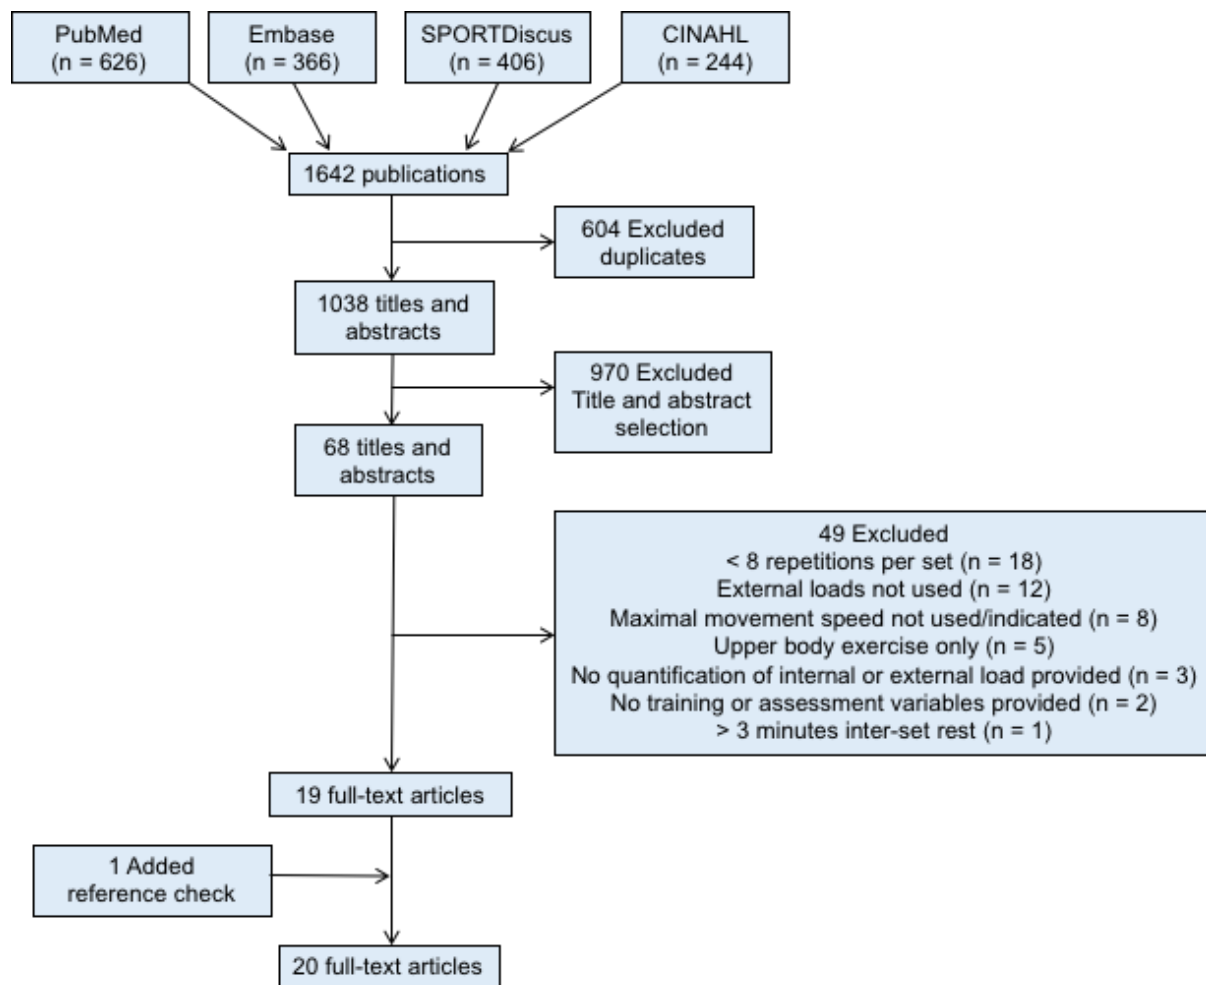 PubMed
(n = 626)
Embase
(n = 366)
SPORTDiscus
(n = 406)
CINAHL
(n = 244)
1642 publications
604 Excluded
duplicates
1038 titles and
abstracts
970 Excluded
Title and abstract
selection
68 titles and
abstracts
49 Excluded
< 8 repetitions per set (n = 18)
External loads not used (n = 12)
Maximal movement speed not used/indicated (n = 8)
Upper body exercise only (n = 5)
No quantification of internal or external load provided (n = 3)
No training or assessment variables provided (n = 2)
> 3 minutes inter-set rest (n = 1)
19 full-text articles
1 Added
reference check
20 full-text articles